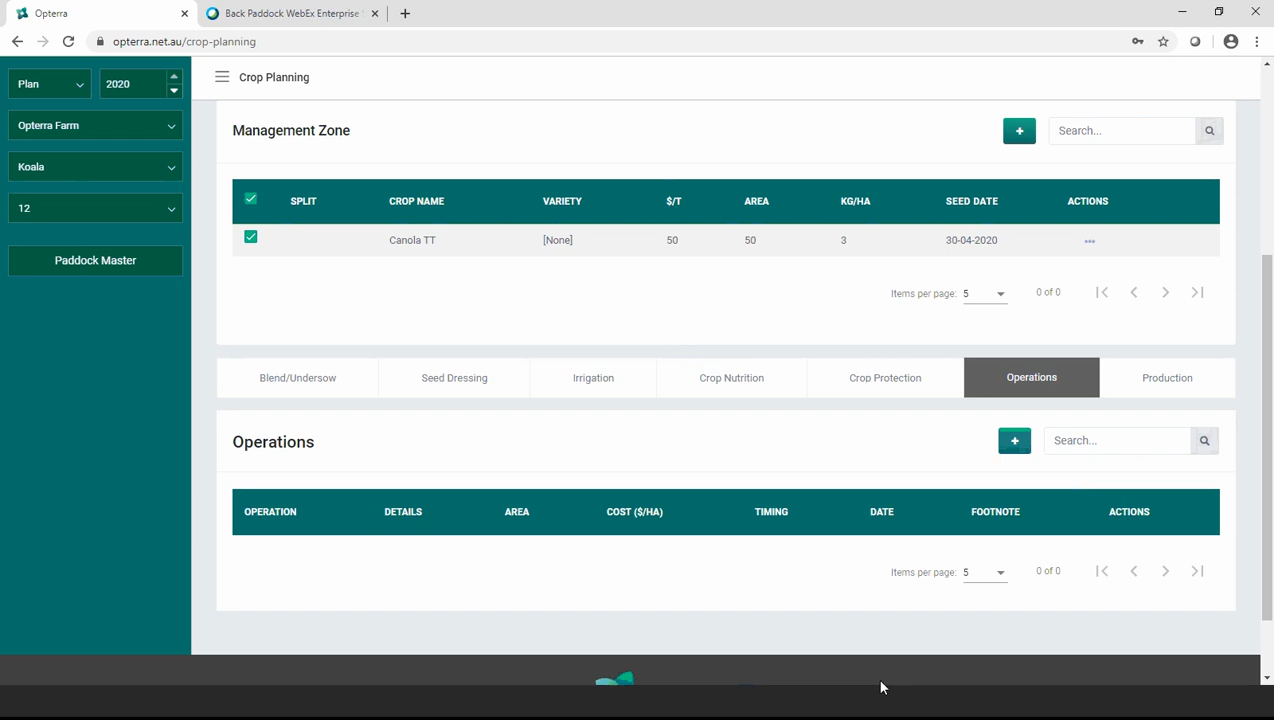 Opterra
Back Paddock WebEx Enterprise
opterra.net.au/crop-planning
Plan
2020
Opterra Farm
Koala
12
Paddock Master
Crop Planning
Management Zone
+
Search...
SPLIT CROP NAME VARIETY $/T AREA KG/HA SEED DATE ACTIONS
Canola TT [None] 50 50 3 30-04-2020 •••
Items per page: 5 0 of 0
Blend/Undersow Seed Dressing Irrigation Crop Nutrition Crop Protection Operations Production
Operations
+
Search...
OPERATION DETAILS AREA COST ($/HA) TIMING DATE FOOTNOTE ACTIONS
Items per page: 5 0 of 0